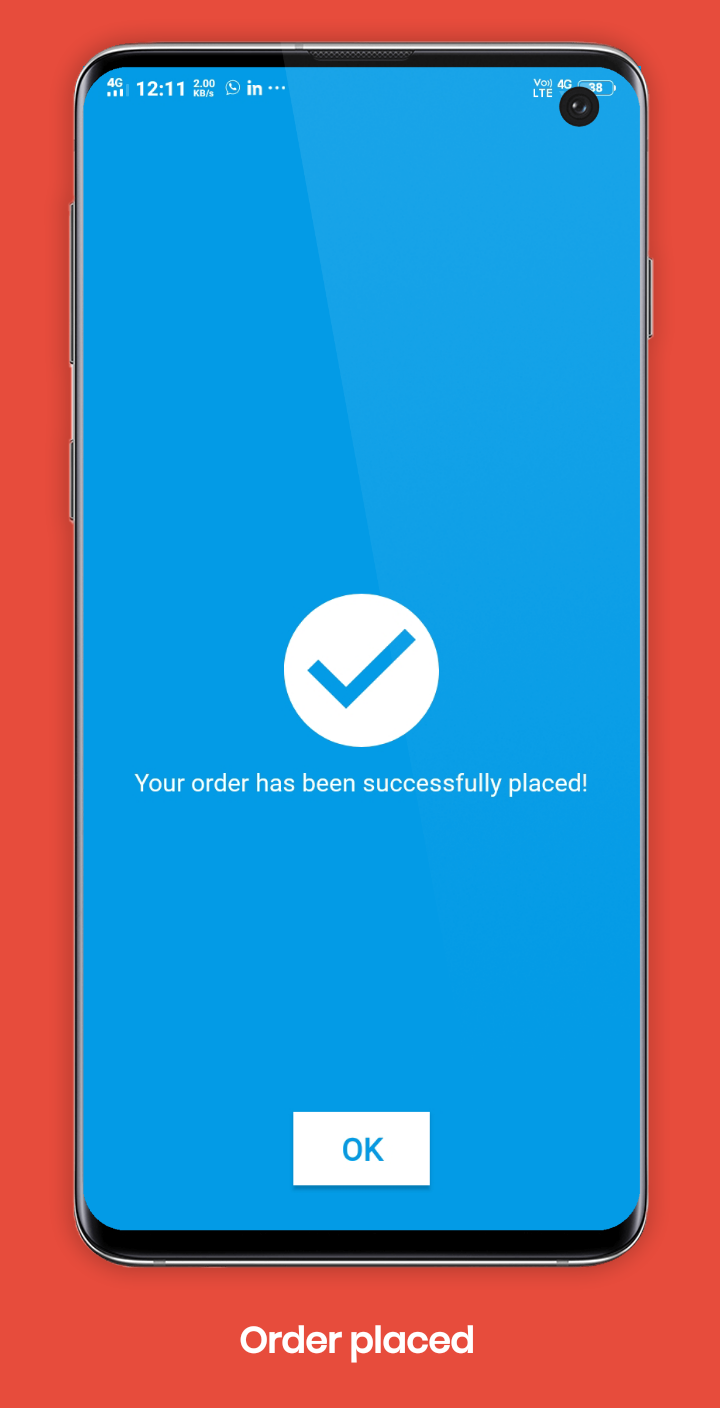 4G 12:11 2.00 KB/s in ··· Vo)) LTE 4G 38
Your order has been successfully placed!
OK
Order placed